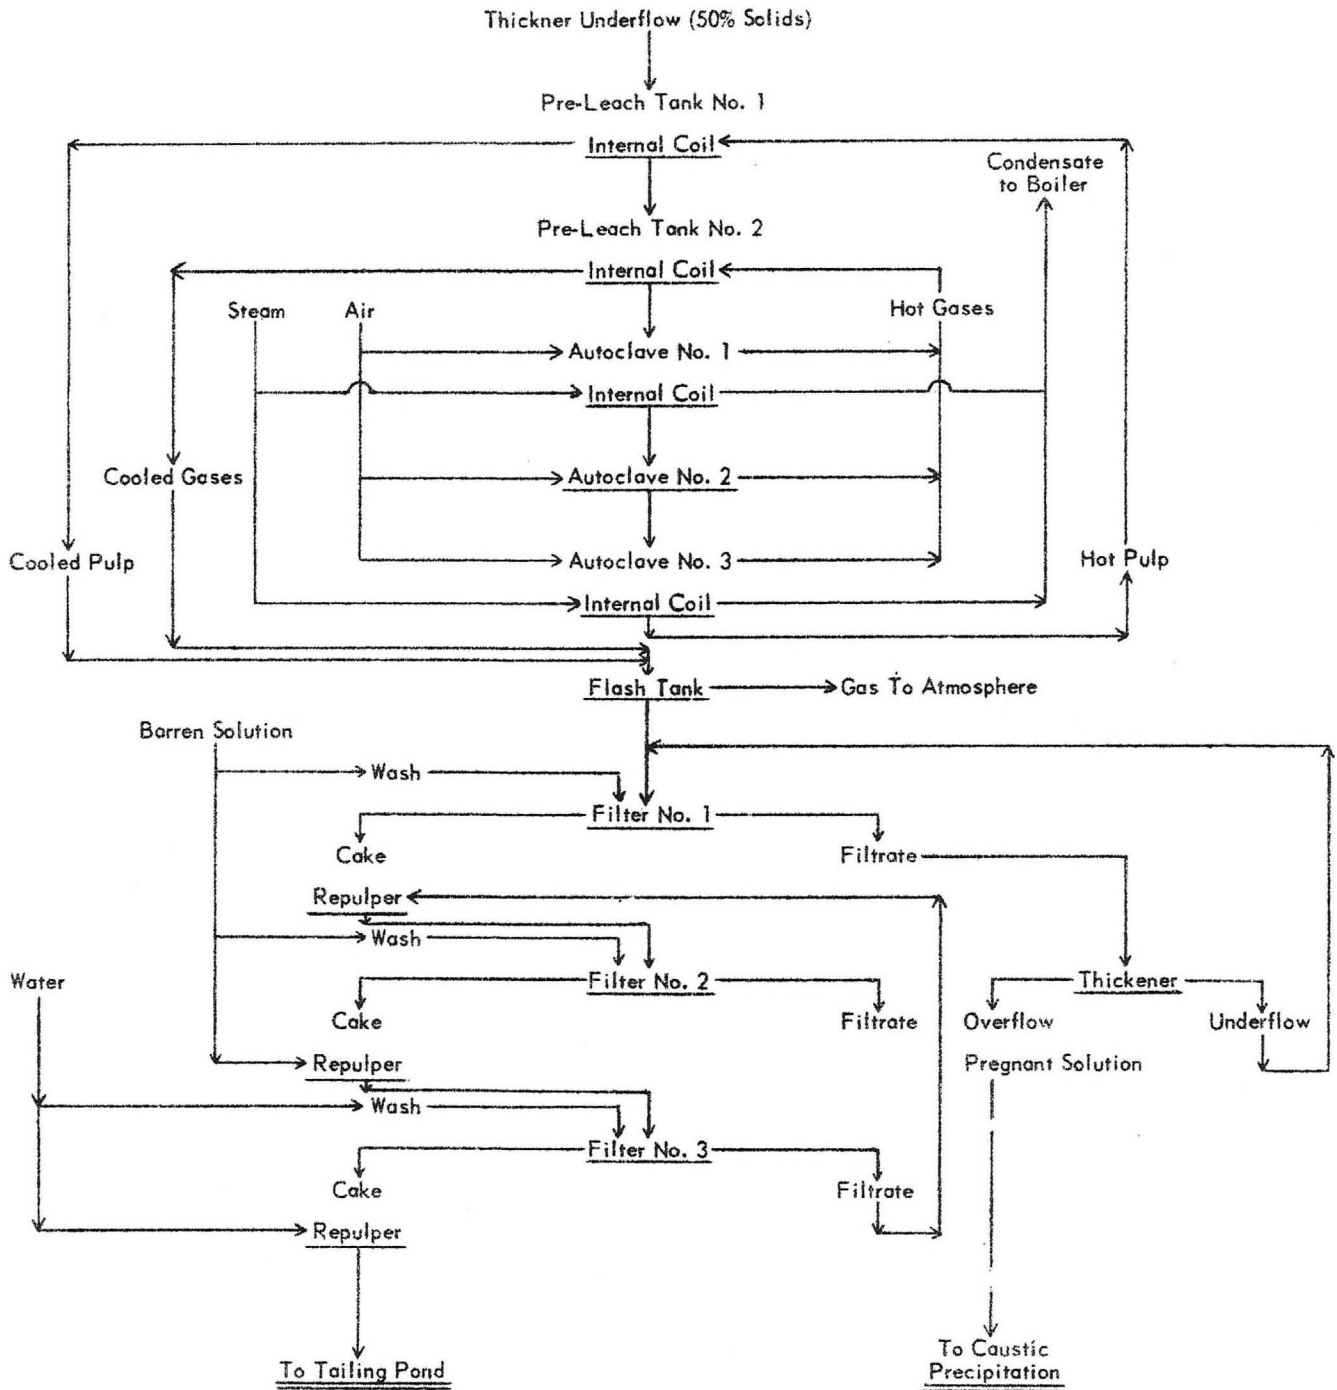 Thickner Underflow (50% Solids)
Pre-Leach Tank No. 1
Internal Coil
Condensate
to Boiler
Pre-Leach Tank No. 2
Internal Coil
Steam
Air
Hot Gases
Autoclave No. 1
Internal Coil
Cooled Gases
Autoclave No. 2
Cooled Pulp
Autoclave No. 3
Hot Pulp
Internal Coil
Flash Tank
Gas To Atmosphere
Barren Solution
Wash
Filter No. 1
Cake
Filtrate
Repulper
Wash
Water
Filter No. 2
Thickener
Cake
Filtrate
Overflow
Underflow
Repulper
Pregnant Solution
Wash
Filter No. 3
Cake
Filtrate
Repulper
To Tailing Pond
To Caustic
Precipitation